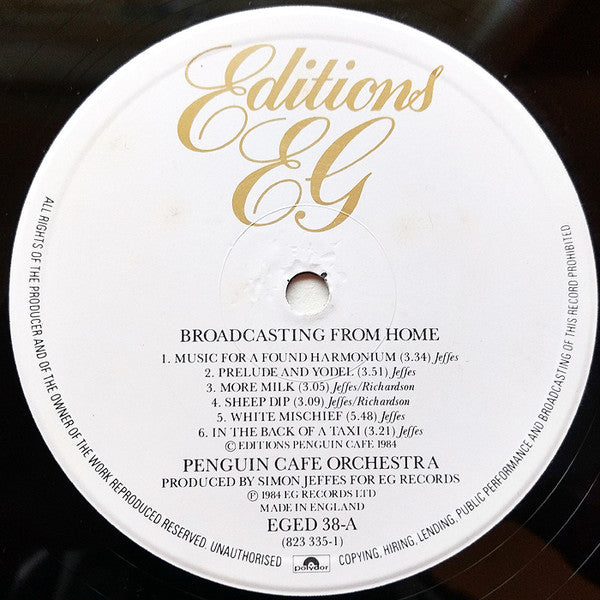 Editions
EG
BROADCASTING FROM HOME
1. MUSIC FOR A FOUND HARMONIUM (3.34) Jeffes
2. PRELUDE AND YODEL (3.51) Jeffes
3. MORE MILK (3.05) Jeffes/Richardson
4. SHEEP DIP (3.09) Jeffes/Richardson
5. WHITE MISCHIEF (5.48) Jeffes
6. IN THE BACK OF A TAXI (3.21) Jeffes
© EDITIONS PENGUIN CAFE 1984
PENGUIN CAFE ORCHESTRA
PRODUCED BY SIMON JEFFES FOR EG RECORDS
℗ 1984 EG RECORDS LTD
MADE IN ENGLAND
EGED 38-A
(823 335-1)
polydor
ALL RIGHTS OF THE PRODUCER AND OF THE OWNER OF THE WORK REPRODUCED RESERVED. UNAUTHORISED COPYING, HIRING, LENDING, PUBLIC PERFORMANCE AND BROADCASTING OF THIS RECORD PROHIBITED